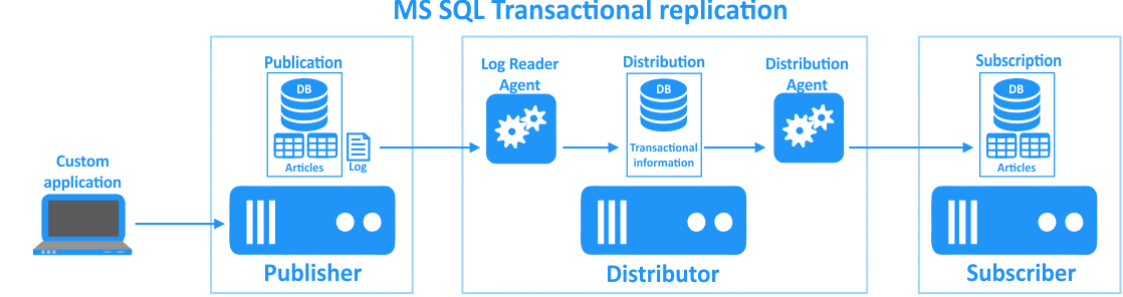 MS SQL Transactional replication
Custom
application
Publication
DB
Articles
Log
Publisher
Log Reader
Agent
Distribution
DB
Transactional
information
Distribution
Agent
Distributor
Subscription
DB
Articles
Subscriber